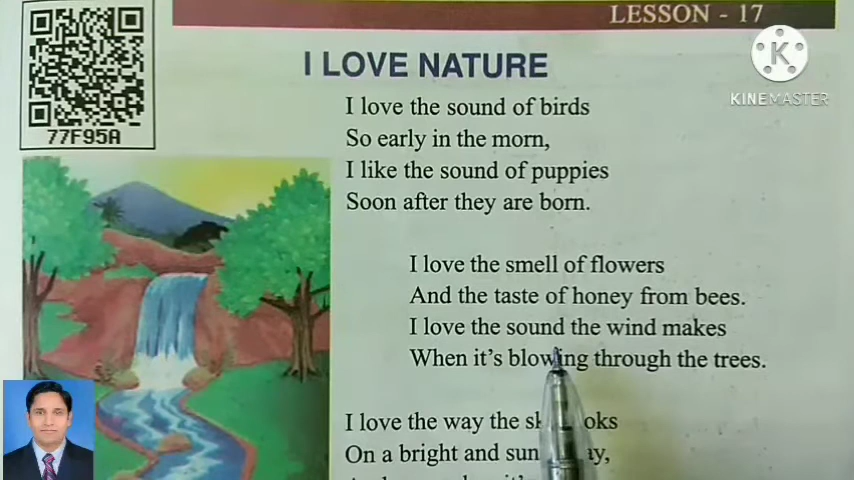 LESSON - 17
I LOVE NATURE
77F95A
KINEMASTER
I love the sound of birds
So early in the morn,
I like the sound of puppies
Soon after they are born.
I love the smell of flowers
And the taste of honey from bees.
I love the sound the wind makes
When it's blowing through the trees.
I love the way the
On a bright and